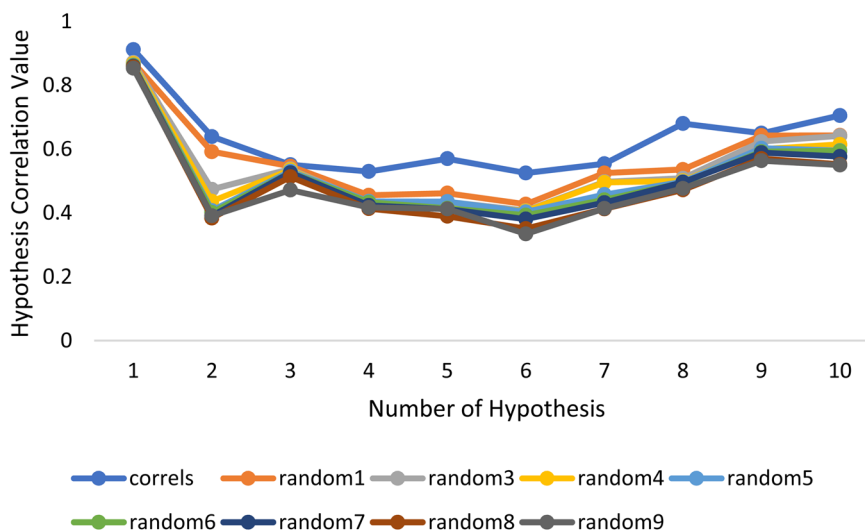 1
0.8
0.6
0.4
0.2
0
Hypothesis Correlation Value
1 2 3 4 5 6 7 8 9 10
Number of Hypothesis
correls random1 random3 random4 random5
random6 random7 random8 random9